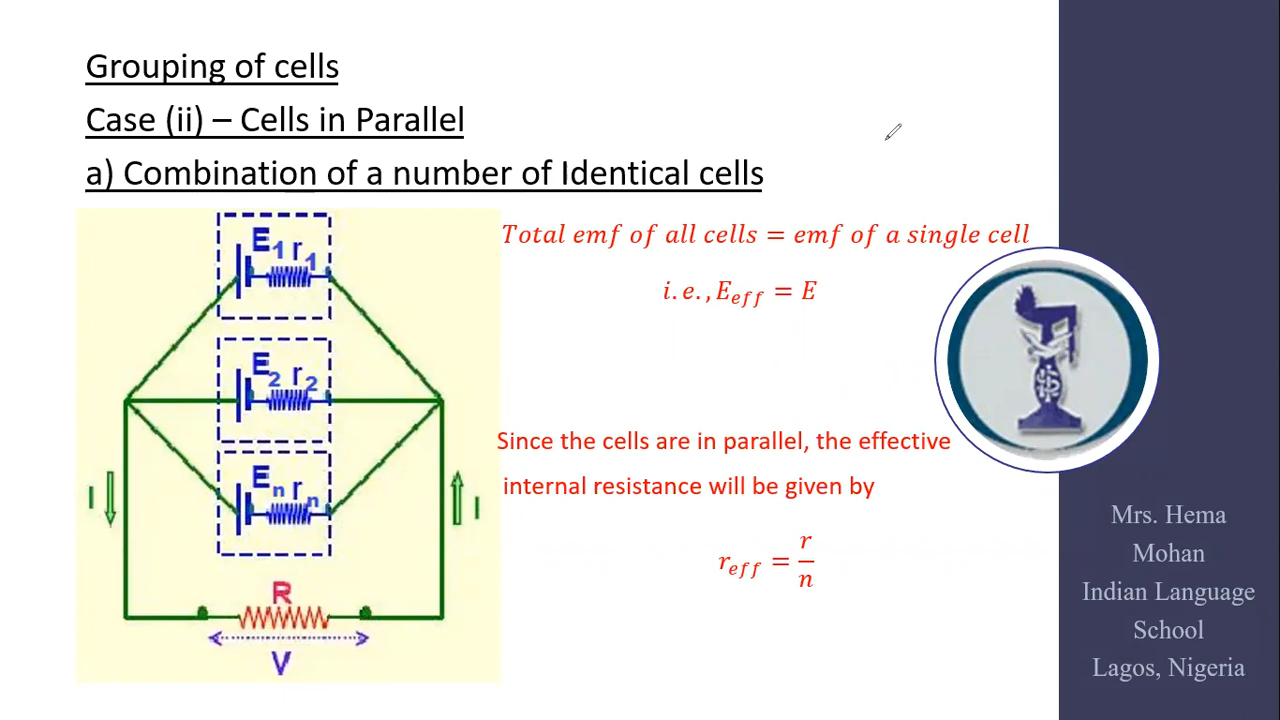 Grouping of cells
Case (ii) – Cells in Parallel
a) Combination of a number of Identical cells
E1 r1
E2 r2
En rn
I
I
R
V
Total emf of all cells = emf of a single cell
i.e., Eeff = E
Since the cells are in parallel, the effective
internal resistance will be given by
reff = r/n
Mrs. Hema
Mohan
Indian Language
School
Lagos, Nigeria